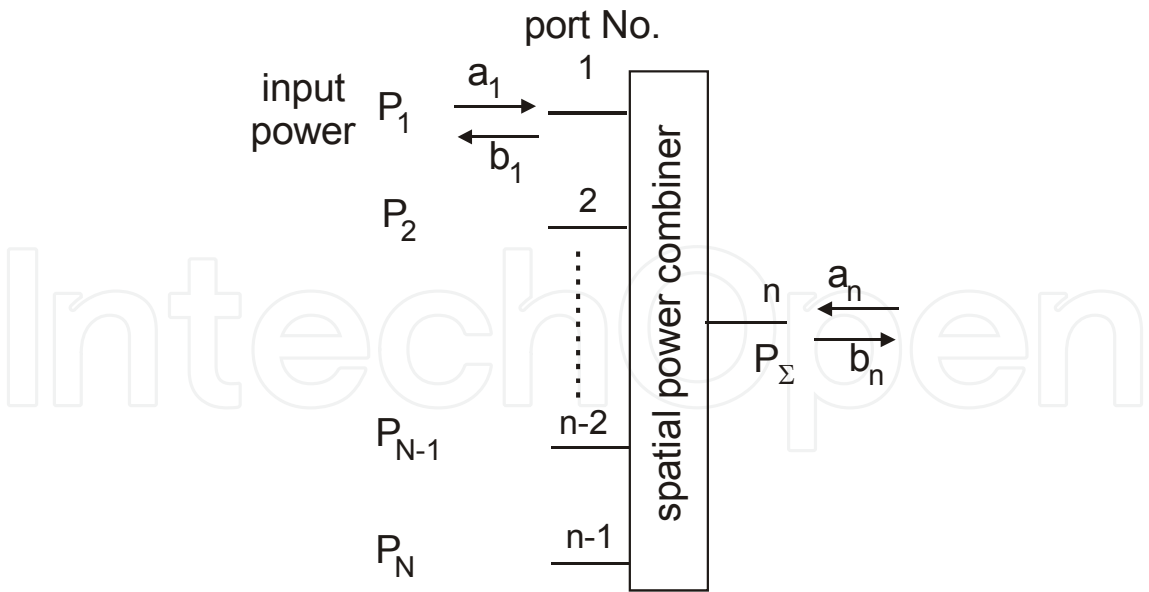 port No.
1
input
power
P1
a1
b1
2
P2
spatial power combiner
n
an
bn
PΣ
n-2
PN-1
n-1
PN
IntechOpen